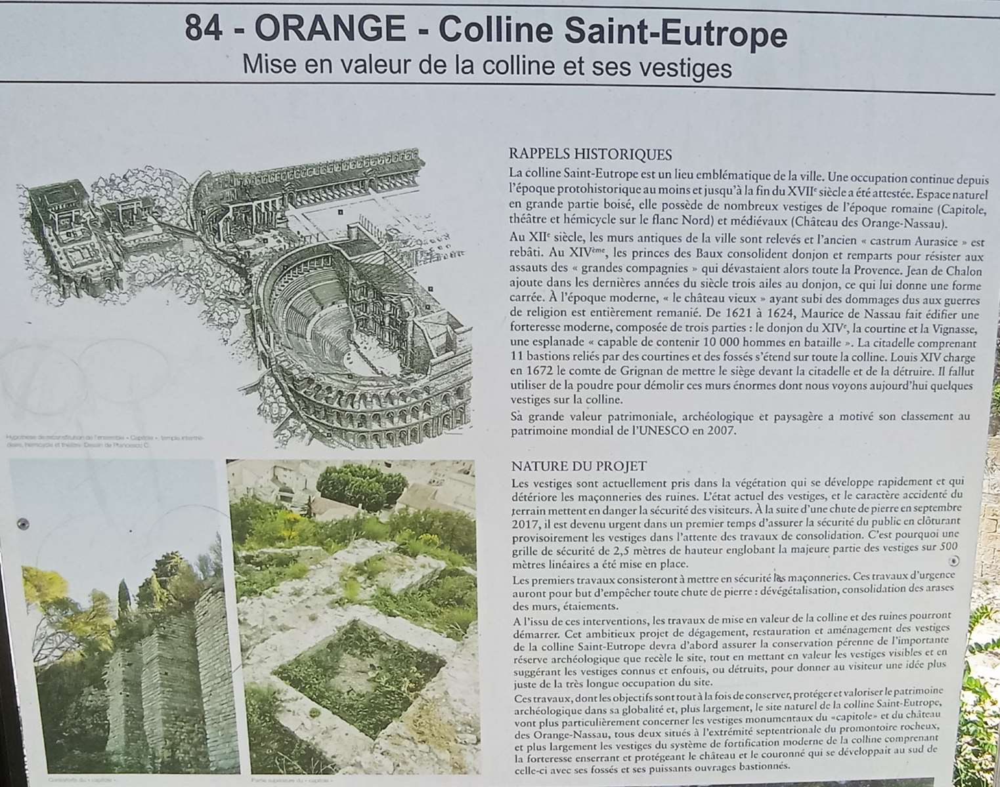 84 - ORANGE - Colline Saint-Eutrope
Mise en valeur de la colline et ses vestiges
Hypothèse de reconstitution de l'ensemble « Capitole », temple intermé-
diaire, hémicycle et théâtre. Dessin de
Contreforts du « capitole ».
Partie supérieure du « capitole »
RAPPELS HISTORIQUES
La colline Saint-Eutrope est un lieu emblématique de la ville. Une occupation continue depuis
l'époque protohistorique au moins et jusqu'à la fin du XVIIe siècle a été attestée. Espace naturel
en grande partie boisé, elle possède de nombreux vestiges de l'époque romaine (Capitole,
théâtre et hémicycle sur le flanc Nord) et médiévaux (Château des Orange-Nassau).
Au XIIe siècle, les murs antiques de la ville sont relevés et l'ancien « castrum Aurasice » est
rebâti. Au XIVème, les princes des Baux consolident donjon et remparts pour résister aux
assauts des « grandes compagnies » qui dévastaient alors toute la Provence. Jean de Chalon
ajoute dans les dernières années du siècle trois ailes au donjon, ce qui lui donne une forme
carrée. À l'époque moderne, « le château vieux » ayant subi des dommages dus aux guerres
de religion est entièrement remanié. De 1621 à 1624, Maurice de Nassau fait édifier une
forteresse moderne, composée de trois parties : le donjon du XIVe, la courtine et la Vignasse,
une esplanade « capable de contenir 10 000 hommes en bataille ». La citadelle comprenant
11 bastions reliés par des courtines et des fossés s'étend sur toute la colline. Louis XIV charge
en 1672 le comte de Grignan de mettre le siège devant la citadelle et de la détruire. Il fallut
utiliser de la poudre pour démolir ces murs énormes dont nous voyons aujourd'hui quelques
vestiges sur la colline.
Sa grande valeur patrimoniale, archéologique et paysagère a motivé son classement au
patrimoine mondial de l'UNESCO en 2007.
NATURE DU PROJET
Les vestiges sont actuellement pris dans la végétation qui se développe rapidement et qui
détériore les maçonneries des ruines. L'état actuel des vestiges, et le caractère accidenté du
terrain mettent en danger la sécurité des visiteurs. À la suite d'une chute de pierre en septembre
2017, il est devenu urgent dans un premier temps d'assurer la sécurité du public en clôturant
provisoirement les vestiges dans l'attente des travaux de consolidation. C'est pourquoi une
grille de sécurité de 2,5 mètres de hauteur englobant la majeure partie des vestiges sur 500
mètres linéaires a été mise en place.
Les premiers travaux consisteront à mettre en sécurité les maçonneries. Ces travaux d'urgence
auront pour but d'empêcher toute chute de pierre : dévégétalisation, consolidation des arases
des murs, étaiements.
A l'issu de ces interventions, les travaux de mise en valeur de la colline et des ruines pourront
démarrer. Cet ambitieux projet de dégagement, restauration et aménagement des vestiges
de la colline Saint-Eutrope devra d'abord assurer la conservation pérenne de l'importante
réserve archéologique que recèle le site, tout en mettant en valeur les vestiges visibles et en
suggérant les vestiges connus et enfouis, ou détruits, pour donner au visiteur une idée plus
juste de la très longue occupation du site.
Ces travaux, dont les objectifs sont tout à la fois de conserver, protéger et valoriser le patrimoine
archéologique dans sa globalité et, plus largement, le site naturel de la colline Saint-Eutrope,
vont plus particulièrement concerner les vestiges monumentaux du «capitole» et du château
des Orange-Nassau, tous deux situés à l'extrémité septentrionale du promontoire rocheux,
et plus largement les vestiges du système de fortification moderne de la colline comprenant
la forteresse enserrant et protégeant le château et le couronné qui se développait au sud de
celle-ci avec ses fossés et ses puissants ouvrages bastionnés.